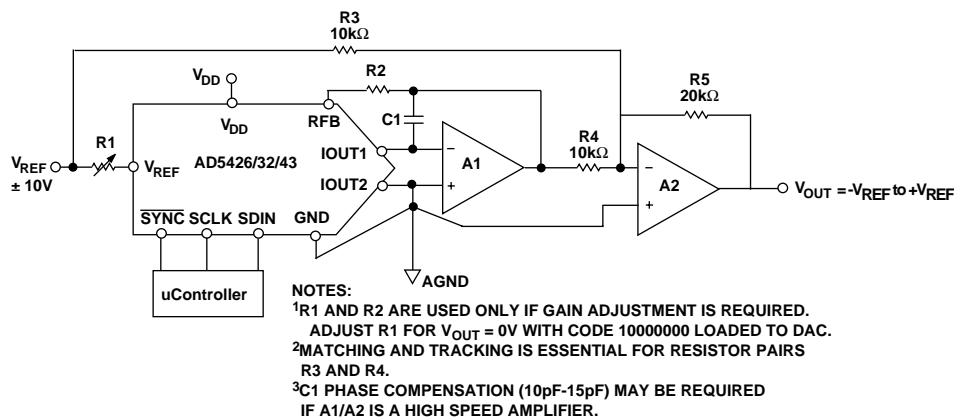 R3
10kΩ
R2
R5
20kΩ
VDD
VDD
RFB
C1
R1
IOUT1
R4
10kΩ
VREF
± 10V
VREF
AD5426/32/43
A1
A2
IOUT2
VOUT = -VREF to +VREF
SYNC SCLK SDIN
GND
AGND
uController
NOTES:
1R1 AND R2 ARE USED ONLY IF GAIN ADJUSTMENT IS REQUIRED.
ADJUST R1 FOR VOUT = 0V WITH CODE 10000000 LOADED TO DAC.
2MATCHING AND TRACKING IS ESSENTIAL FOR RESISTOR PAIRS
R3 AND R4.
3C1 PHASE COMPENSATION (10pF-15pF) MAY BE REQUIRED
IF A1/A2 IS A HIGH SPEED AMPLIFIER.